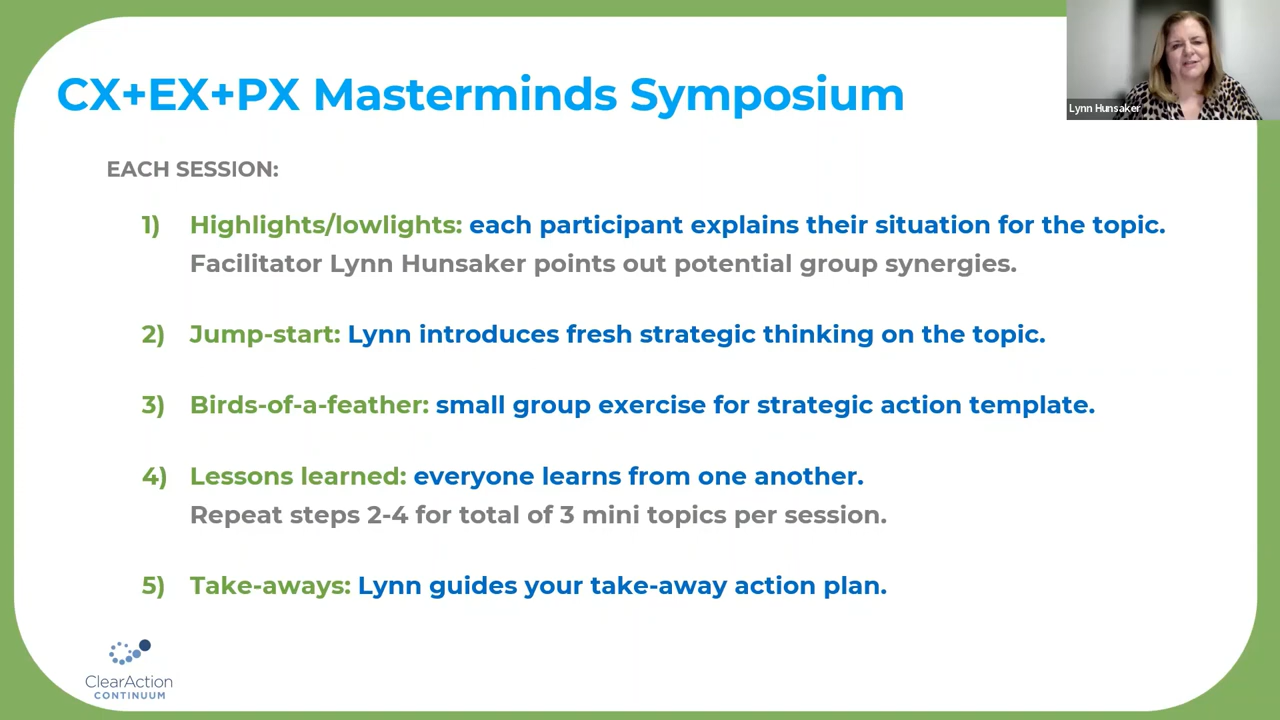 CX+EX+PX Masterminds Symposium
Lynn Hunsaker
EACH SESSION:
1) Highlights/lowlights: each participant explains their situation for the topic.
Facilitator Lynn Hunsaker points out potential group synergies.
2) Jump-start: Lynn introduces fresh strategic thinking on the topic.
3) Birds-of-a-feather: small group exercise for strategic action template.
4) Lessons learned: everyone learns from one another.
Repeat steps 2-4 for total of 3 mini topics per session.
5) Take-aways: Lynn guides your take-away action plan.
ClearAction
CONTINUUM